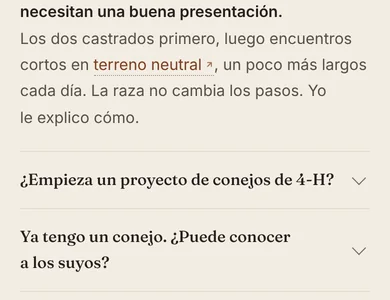 necesitan una buena presentación.
Los dos castrados primero, luego encuentros
cortos en terreno neutral ↗, un poco más largos
cada día. La raza no cambia los pasos. Yo
le explico cómo.
¿Empieza un proyecto de conejos de 4-H?
Ya tengo un conejo. ¿Puede conocer
a los suyos?